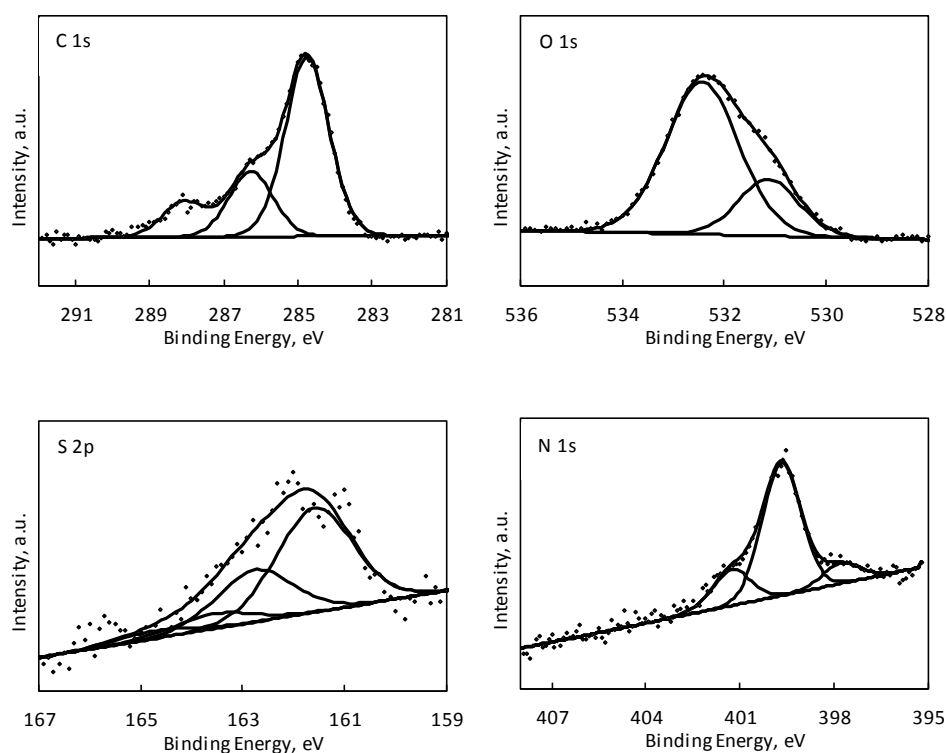 C 1s
Intensity, a.u.
291 289 287 285 283 281
Binding Energy, eV
O 1s
Intensity, a.u.
536 534 532 530 528
Binding Energy, eV
S 2p
Intensity, a.u.
167 165 163 161 159
Binding Energy, eV
N 1s
Intensity, a.u.
407 404 401 398 395
Binding Energy, eV